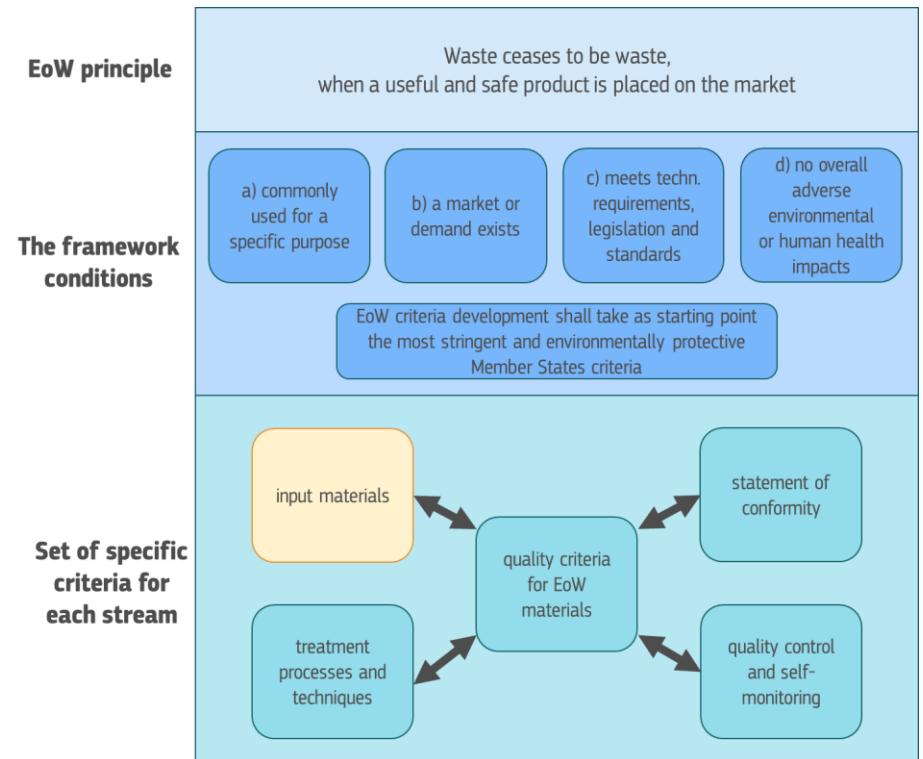 EoW principle
Waste ceases to be waste,
when a useful and safe product is placed on the market
The framework
conditions
a) commonly
used for a
specific purpose
b) a market or
demand exists
c) meets techn.
requirements,
legislation and
standards
d) no overall
adverse
environmental
or human health
impacts
EoW criteria development shall take as starting point
the most stringent and environmentally protective
Member States criteria
Set of specific
criteria for
each stream
input materials
statement of
conformity
quality criteria
for EoW
materials
treatment
processes and
techniques
quality control
and self-
monitoring